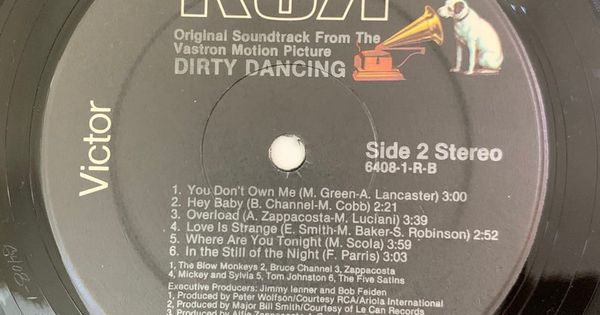 RCA
Original Soundtrack From The
Vastron Motion Picture
DIRTY DANCING
Victor
Side 2 Stereo
6408-1-R-B
1. You Don't Own Me (M. Green-A. Lancaster) 3:00
2. Hey Baby (B. Channel-M. Cobb) 2:21
3. Overload (A. Zappacosta-M. Luciani) 3:39
4. Love Is Strange (E. Smith-M. Baker-S. Robinson) 2:52
5. Where Are You Tonight (M. Scola) 3:59
6. In the Still of the Night (F. Parris) 3:03
1, The Blow Monkeys 2, Bruce Channel 3, Zappacosta
4, Mickey and Sylvia 5, Tom Johnston 6, The Five Satins
Executive Producers: Jimmy Ienner and Bob Feiden
1, Produced by Peter Wolfson/Courtesy RCA/Ariola International
2, Produced by Major Bill Smith/Courtesy of Le Cam Records
3, Produced by Alfie Zappacosta